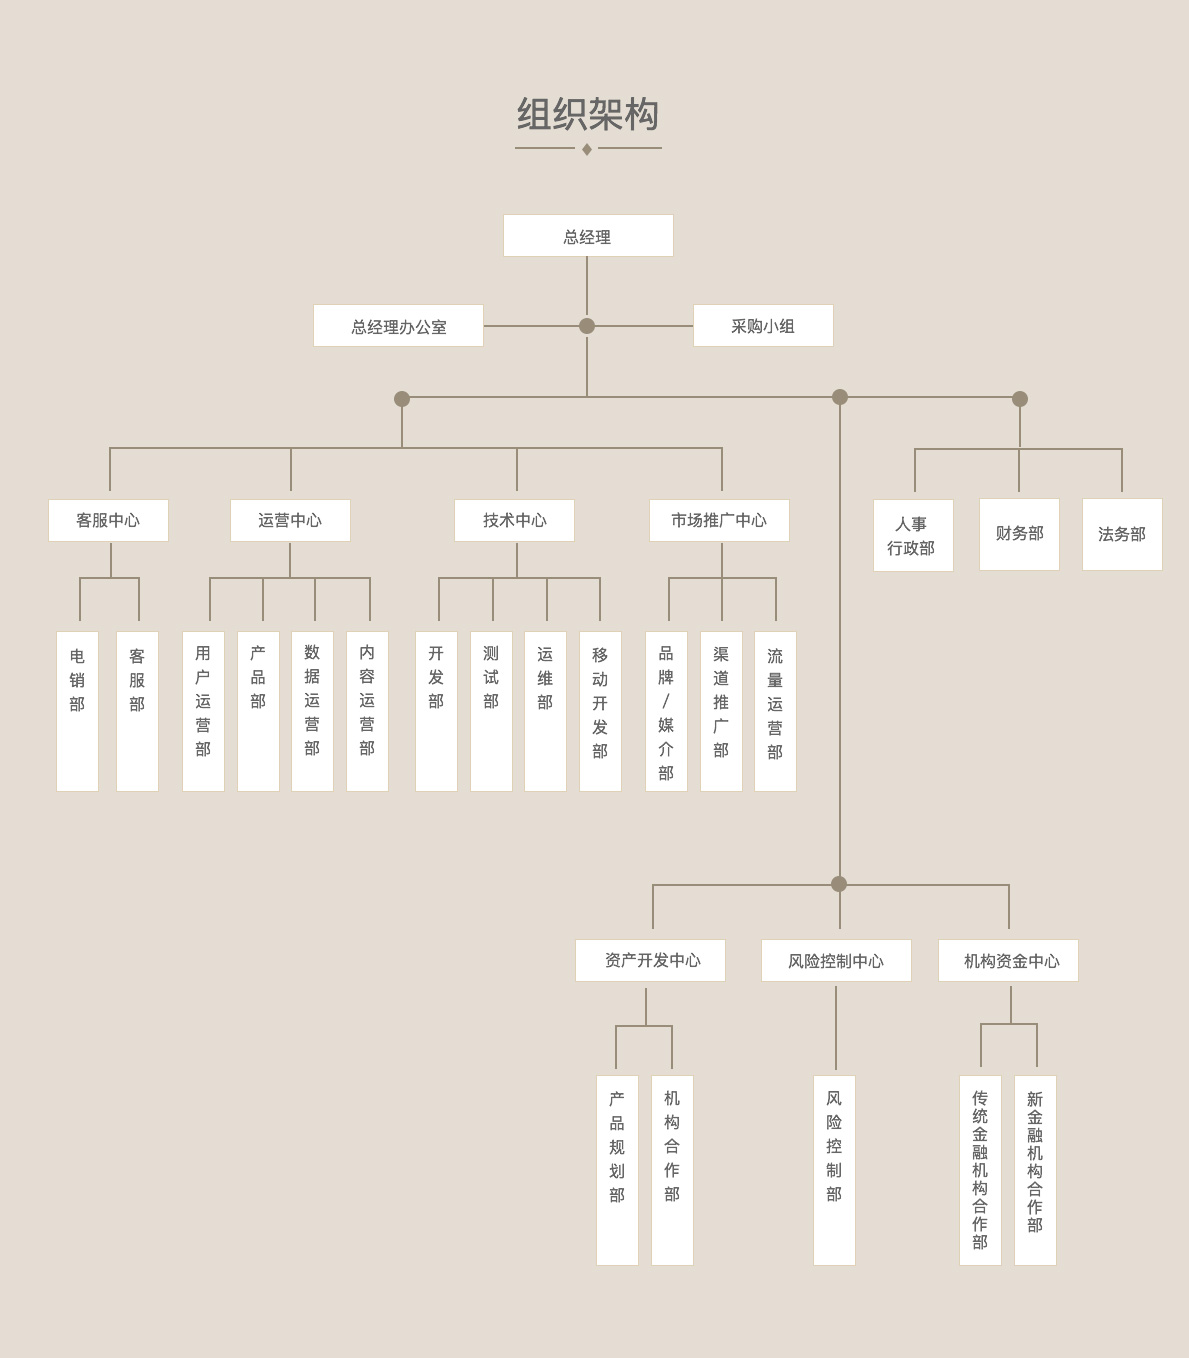 组织架构
总经理
总经理办公室
采购小组
客服中心
运营中心
技术中心
市场推广中心
人事
行政部
财务部
法务部
电销部
客服部
用户运营部
产品部
数据运营部
内容运营部
开发部
测试部
运维部
移动开发部
品牌/媒介部
渠道推广部
流量运营部
资产开发中心
风险控制中心
机构资金中心
产品规划部
机构合作部
风险控制部
传统金融机构合作部
新金融机构合作部